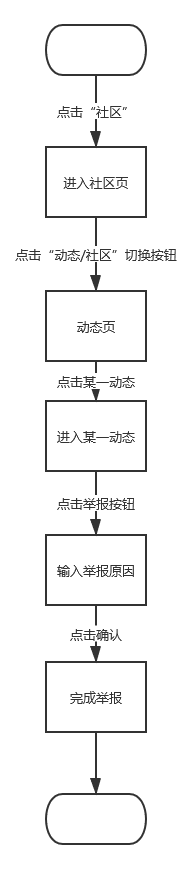 点击“社区”
进入社区页
点击“动态/社区”切换按钮
动态页
点击某一动态
进入某一动态
点击举报按钮
输入举报原因
点击确认
完成举报